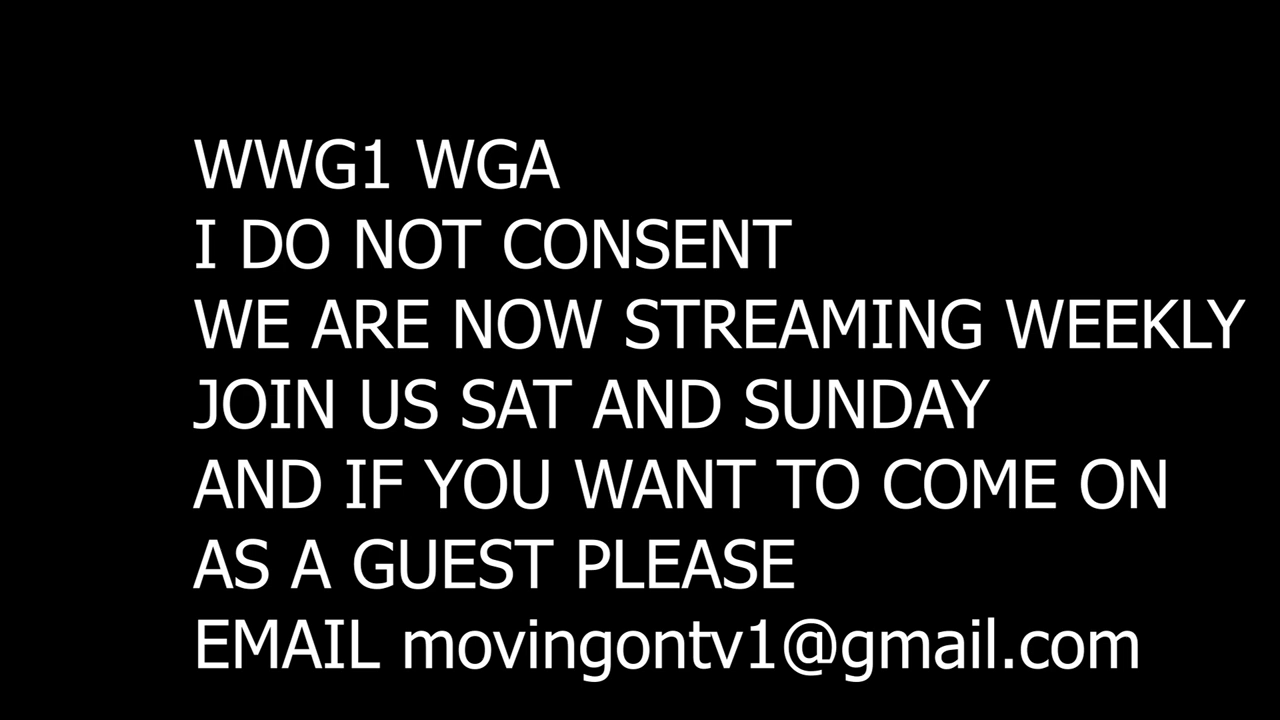 WWG1 WGA
I DO NOT CONSENT
WE ARE NOW STREAMING WEEKLY
JOIN US SAT AND SUNDAY
AND IF YOU WANT TO COME ON
AS A GUEST PLEASE
EMAIL movingontv1@gmail.com